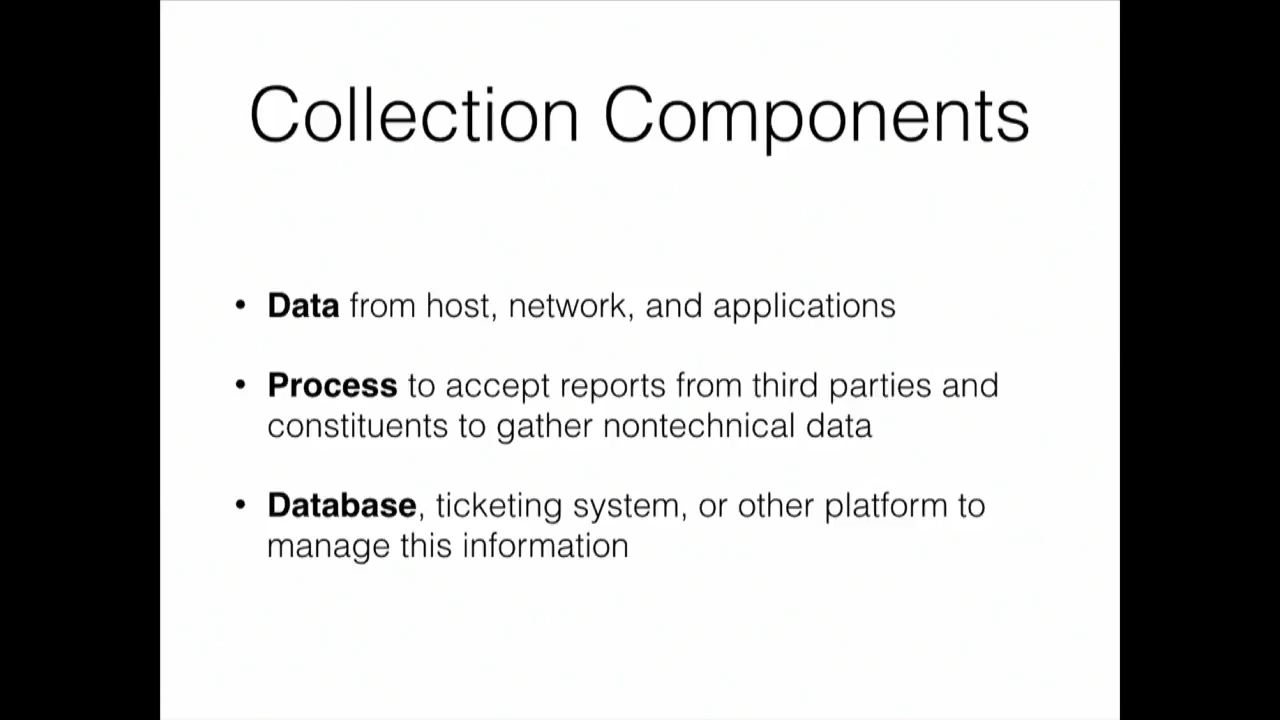 Collection Components
• Data from host, network, and applications
• Process to accept reports from third parties and
constituents to gather nontechnical data
• Database, ticketing system, or other platform to
manage this information